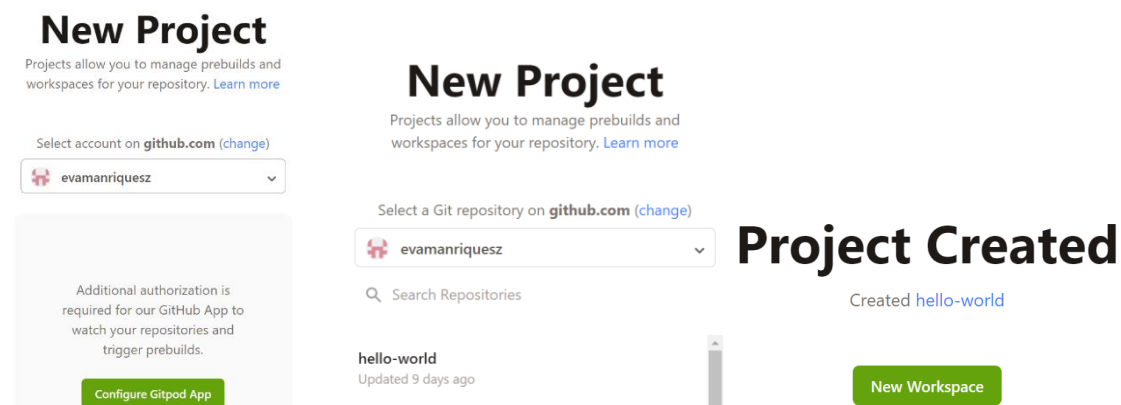 New Project
Projects allow you to manage prebuilds and
workspaces for your repository. Learn more
Select account on github.com (change)
evamanriquesz
Additional authorization is
required for our GitHub App to
watch your repositories and
trigger prebuilds.
Configure Gitpod App
New Project
Projects allow you to manage prebuilds and
workspaces for your repository. Learn more
Select a Git repository on github.com (change)
evamanriquesz
Search Repositories
hello-world
Updated 9 days ago
Project Created
Created hello-world
New Workspace